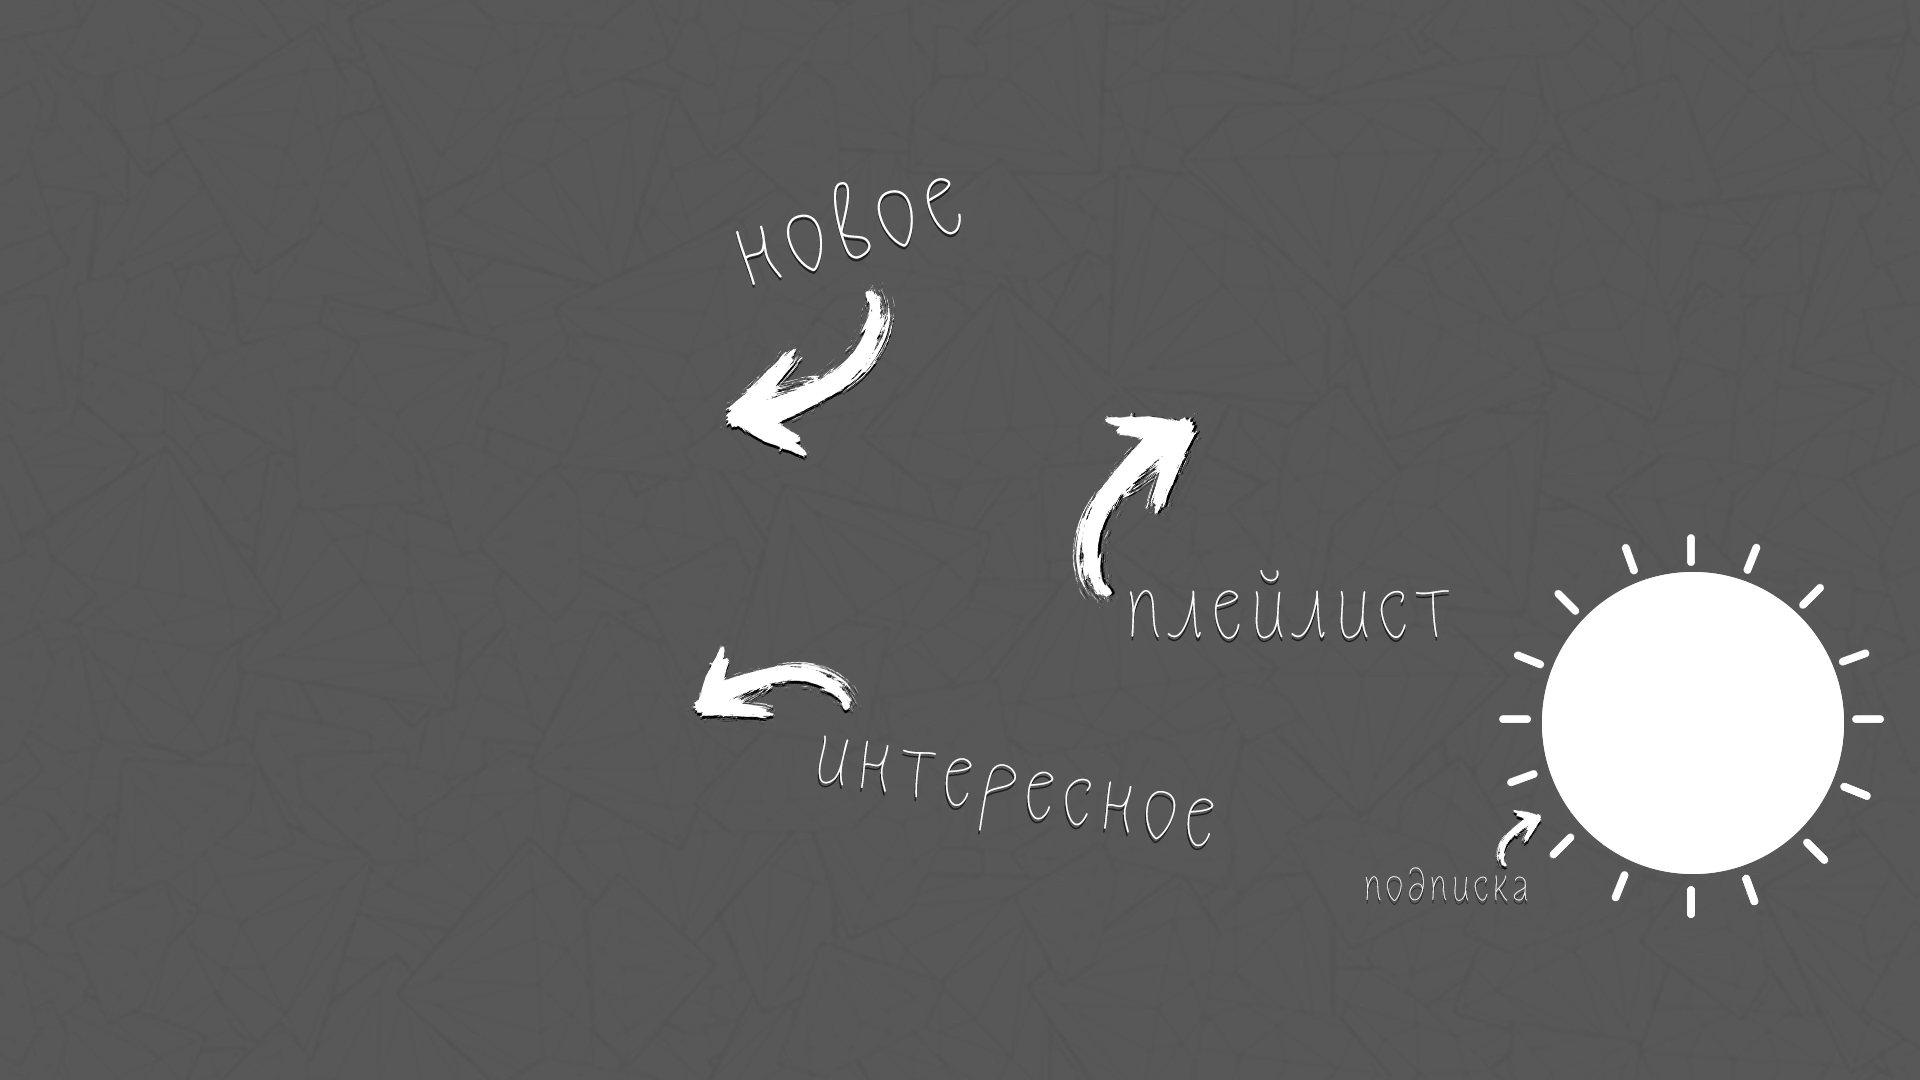 новое
плейлист
интересное
подписка